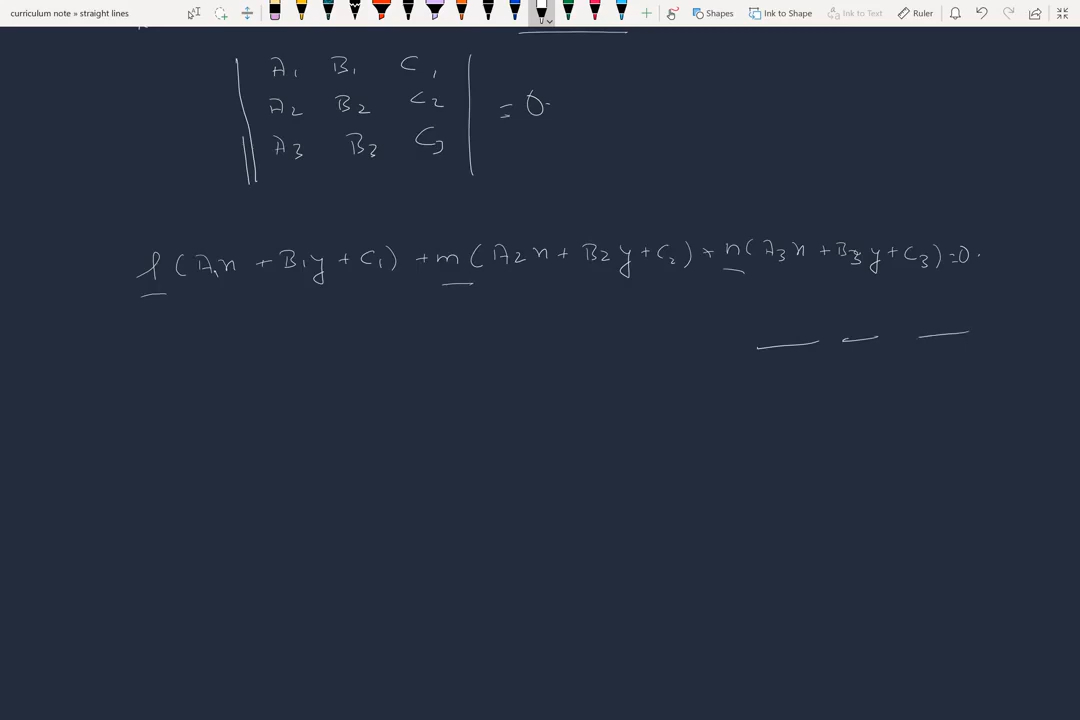 curriculum note » straight lines
Shapes Ink to Shape Ink to Text Ruler
A₁ B₁ C₁
A₂ B₂ C₂ = 0.
A₃ B₃ C₃
l (A₁x + B₁y + C₁) + m (A₂x + B₂y + C₂) + n (A₃x + B₃y + C₃) = 0.